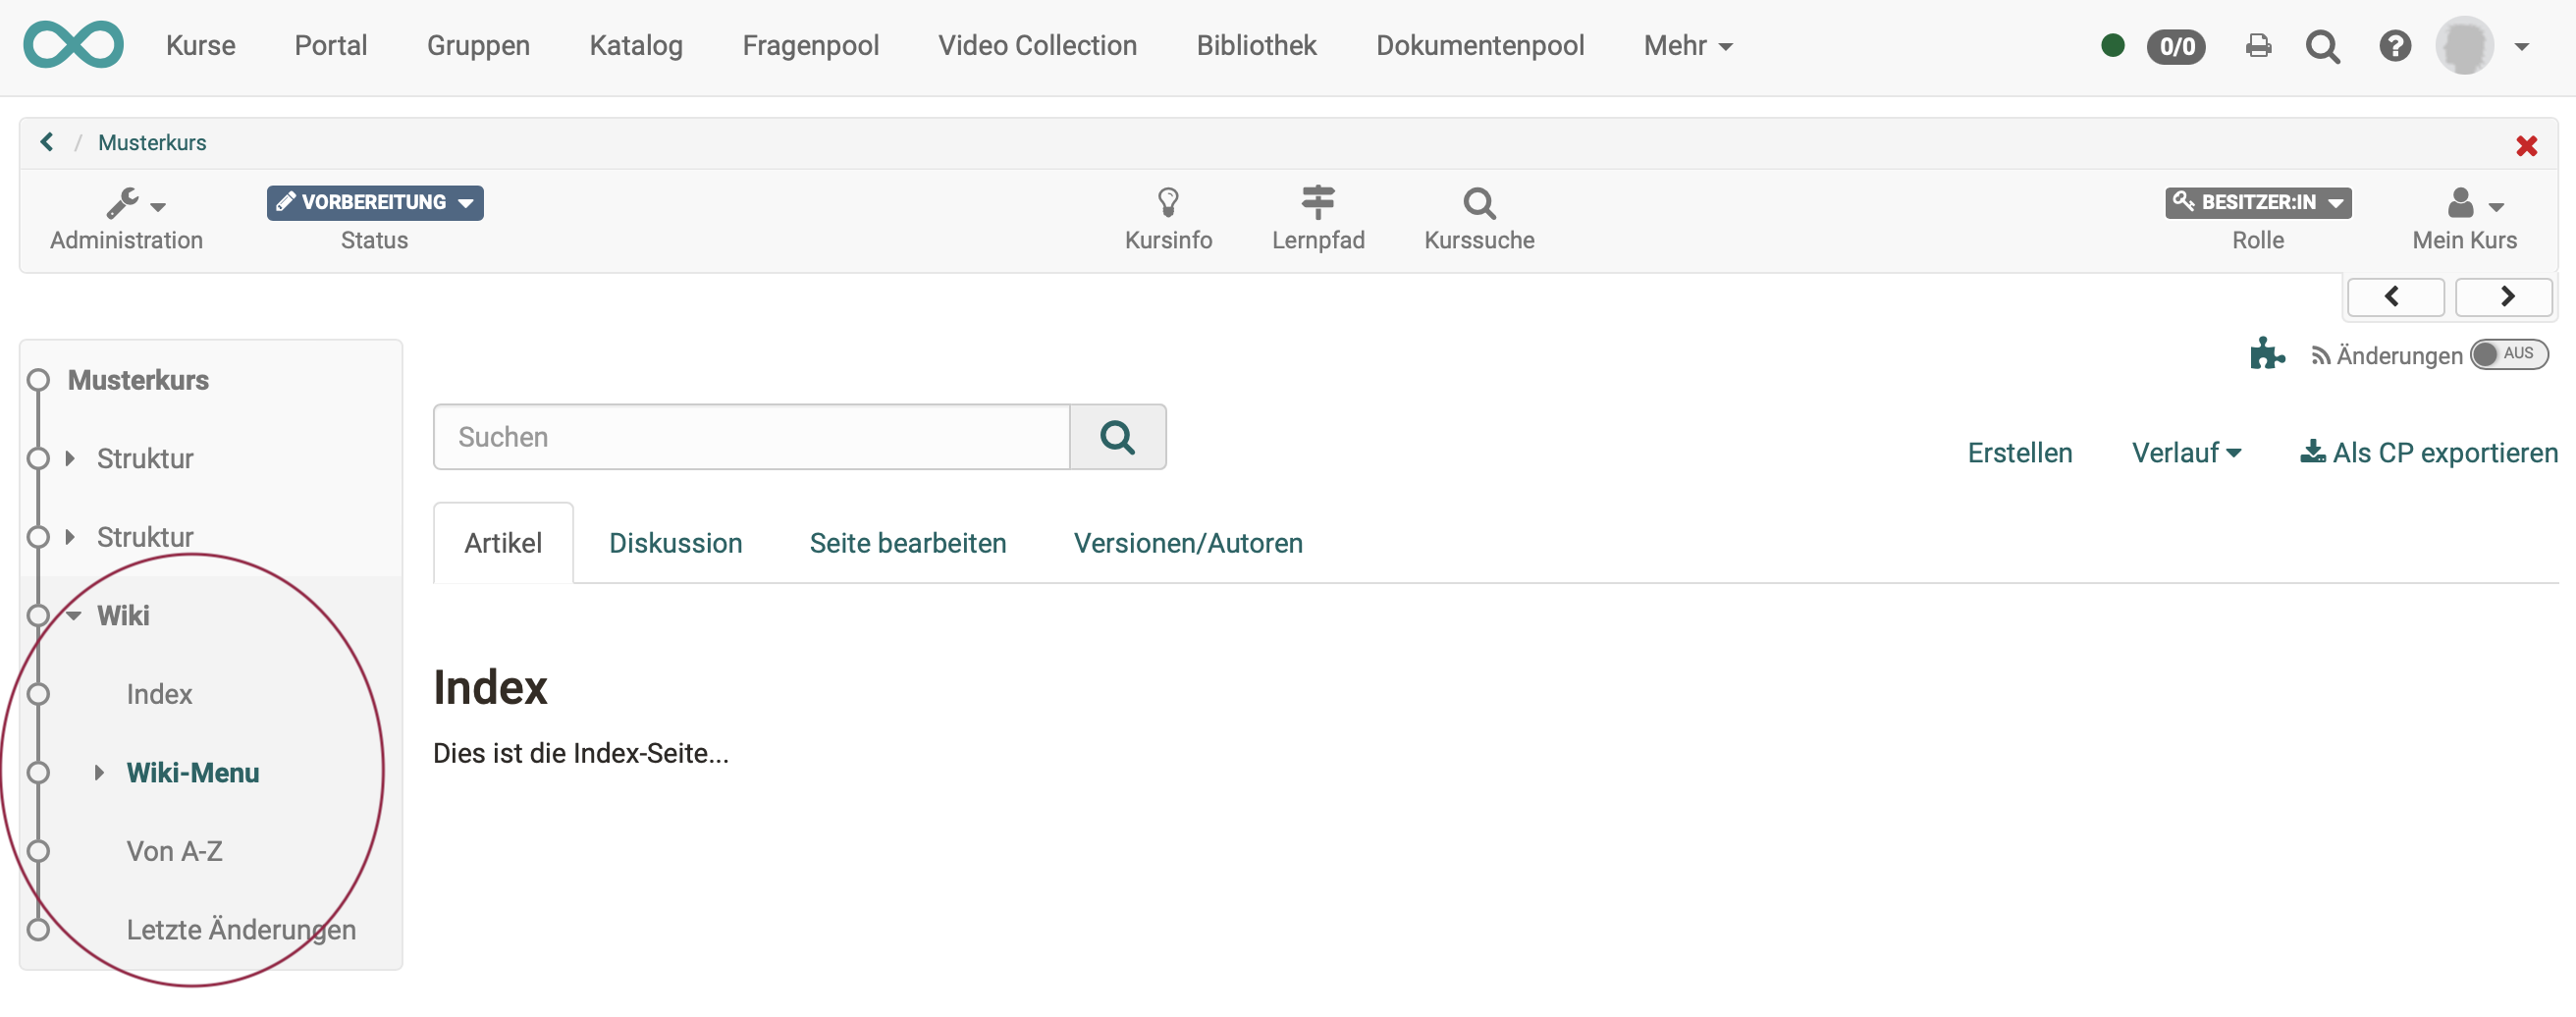 Kurse Portal Gruppen Katalog Fragenpool Video Collection Bibliothek Dokumentenpool Mehr 0/0
/ Musterkurs
VORBEREITUNG BESITZER:IN
Administration Status Kursinfo Lernpfad Kurssuche Rolle Mein Kurs
Änderungen AUS
Musterkurs
Struktur
Struktur
Wiki
Index
Wiki-Menu
Von A-Z
Letzte Änderungen
Suchen
Erstellen Verlauf Als CP exportieren
Artikel Diskussion Seite bearbeiten Versionen/Autoren
Index
Dies ist die Index-Seite...